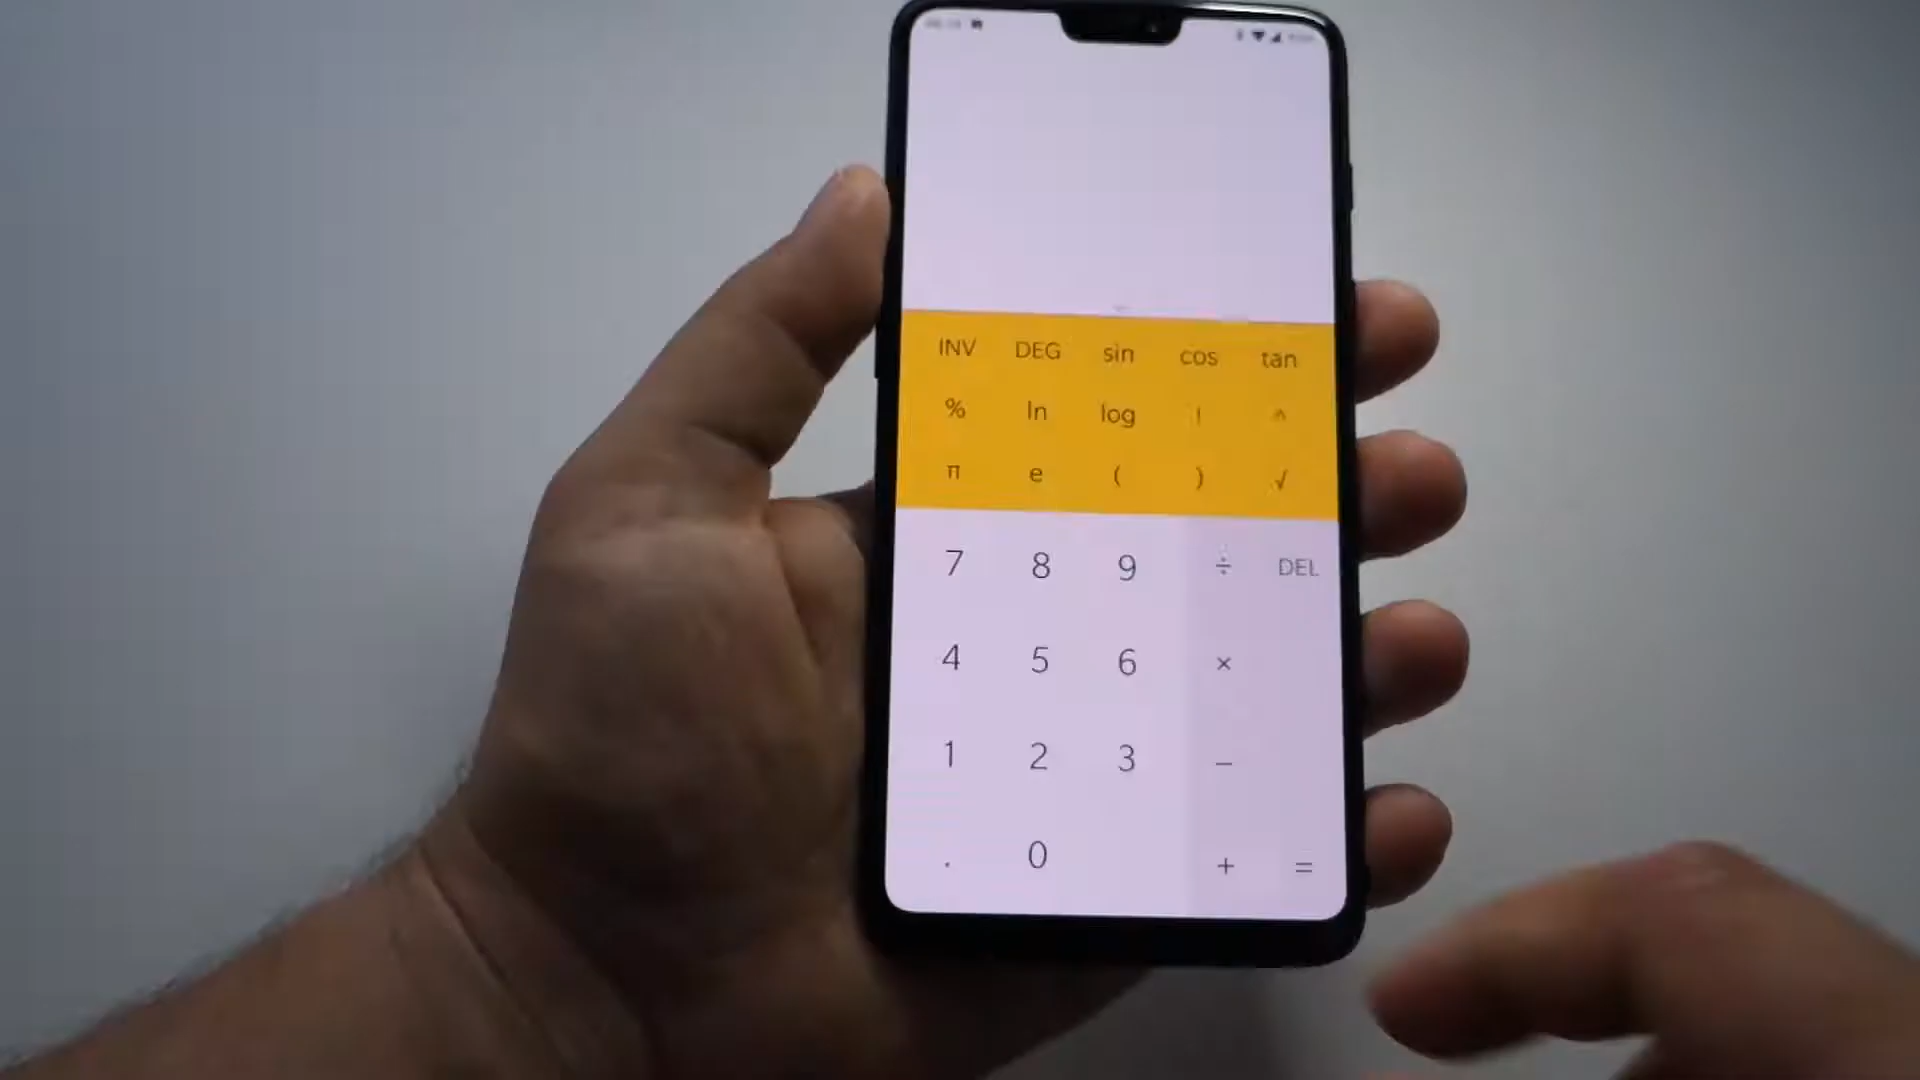 INV DEG sin cos tan
% ln log ! ^
π e ( ) √
7 8 9 ÷ DEL
4 5 6 ×
1 2 3 −
. 0 + =